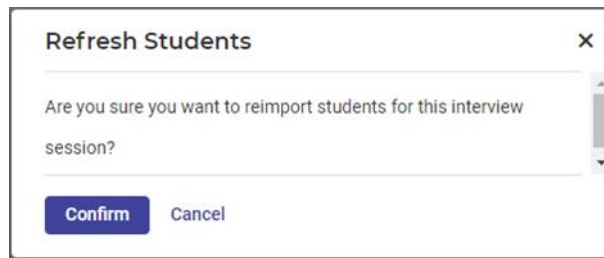 Refresh Students
Are you sure you want to reimport students for this interview
session?
Confirm Cancel